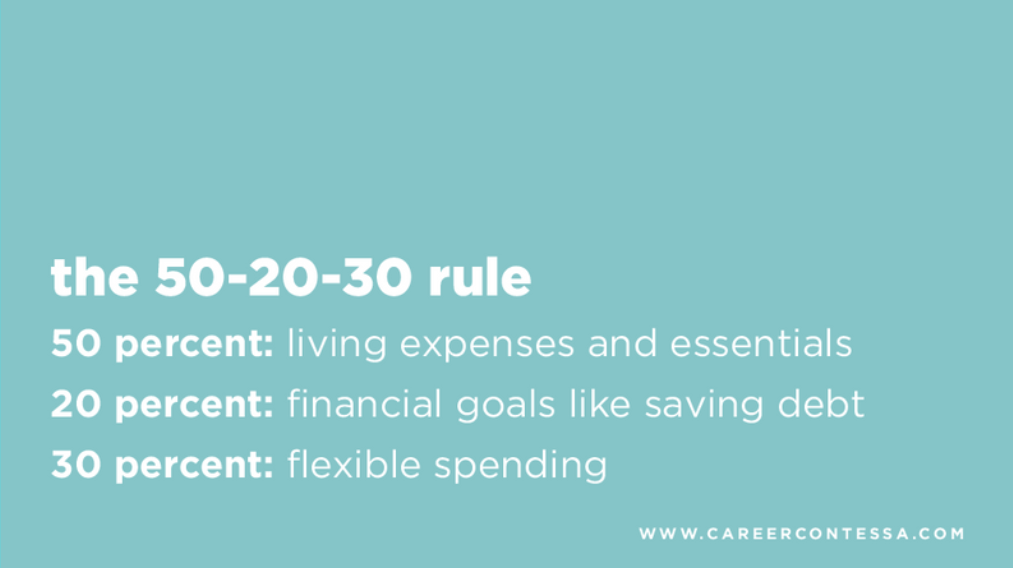 the 50-20-30 rule
50 percent: living expenses and essentials
20 percent: financial goals like saving debt
30 percent: flexible spending
WWW.CAREERCONTESSA.COM